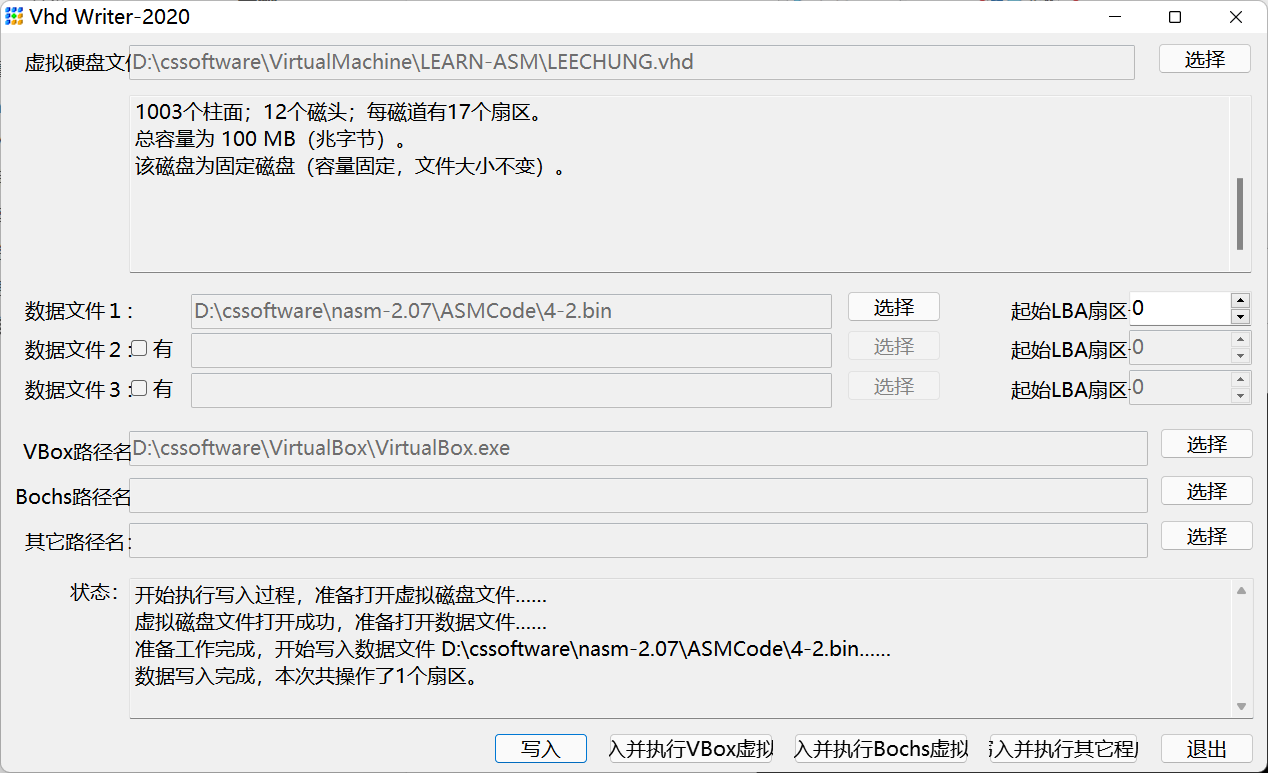 Vhd Writer-2020
虚拟硬盘文件 D:\cssoftware\VirtualMachine\LEARN-ASM\LEECHUNG.vhd 选择
1003个柱面；12个磁头；每磁道有17个扇区。
总容量为 100 MB（兆字节）。
该磁盘为固定磁盘（容量固定，文件大小不变）。
数据文件 1： D:\cssoftware\nasm-2.07\ASMCode\4-2.bin 选择 起始LBA扇区 0
数据文件 2： 有 选择 起始LBA扇区 0
数据文件 3： 有 选择 起始LBA扇区 0
VBox路径名 D:\cssoftware\VirtualBox\VirtualBox.exe 选择
Bochs路径名 选择
其它路径名： 选择
状态： 开始执行写入过程，准备打开虚拟磁盘文件......
虚拟磁盘文件打开成功，准备打开数据文件......
准备工作完成，开始写入数据文件 D:\cssoftware\nasm-2.07\ASMCode\4-2.bin......
数据写入完成，本次共操作了1个扇区。
写入 入并执行VBox虚拟 入并执行Bochs虚拟 入并执行其它程 退出